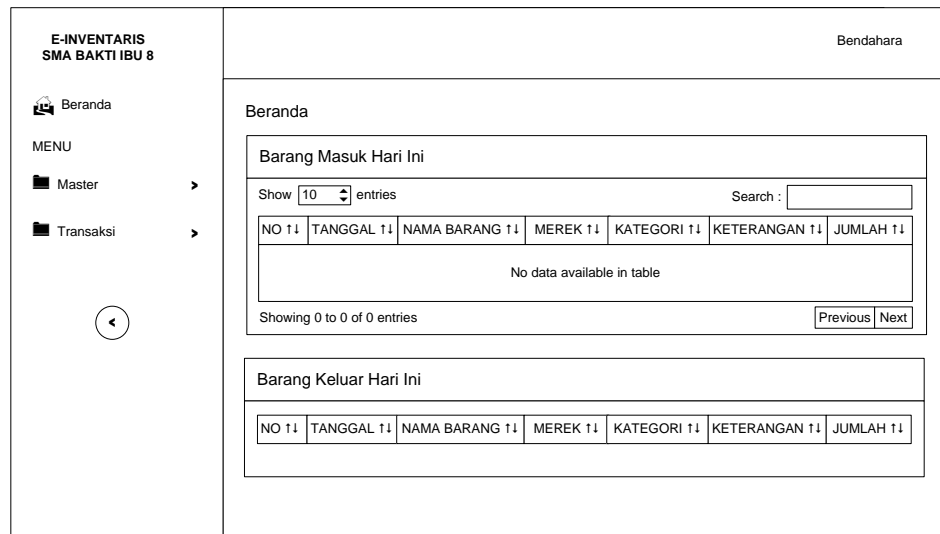 E-INVENTARIS
SMA BAKTI IBU 8
Bendahara
Beranda
MENU
Master >
Transaksi >
<
Beranda
Barang Masuk Hari Ini
Show 10 entries Search :
NO ↑↓ TANGGAL ↑↓ NAMA BARANG ↑↓ MEREK ↑↓ KATEGORI ↑↓ KETERANGAN ↑↓ JUMLAH ↑↓
No data available in table
Showing 0 to 0 of 0 entries Previous Next
Barang Keluar Hari Ini
NO ↑↓ TANGGAL ↑↓ NAMA BARANG ↑↓ MEREK ↑↓ KATEGORI ↑↓ KETERANGAN ↑↓ JUMLAH ↑↓